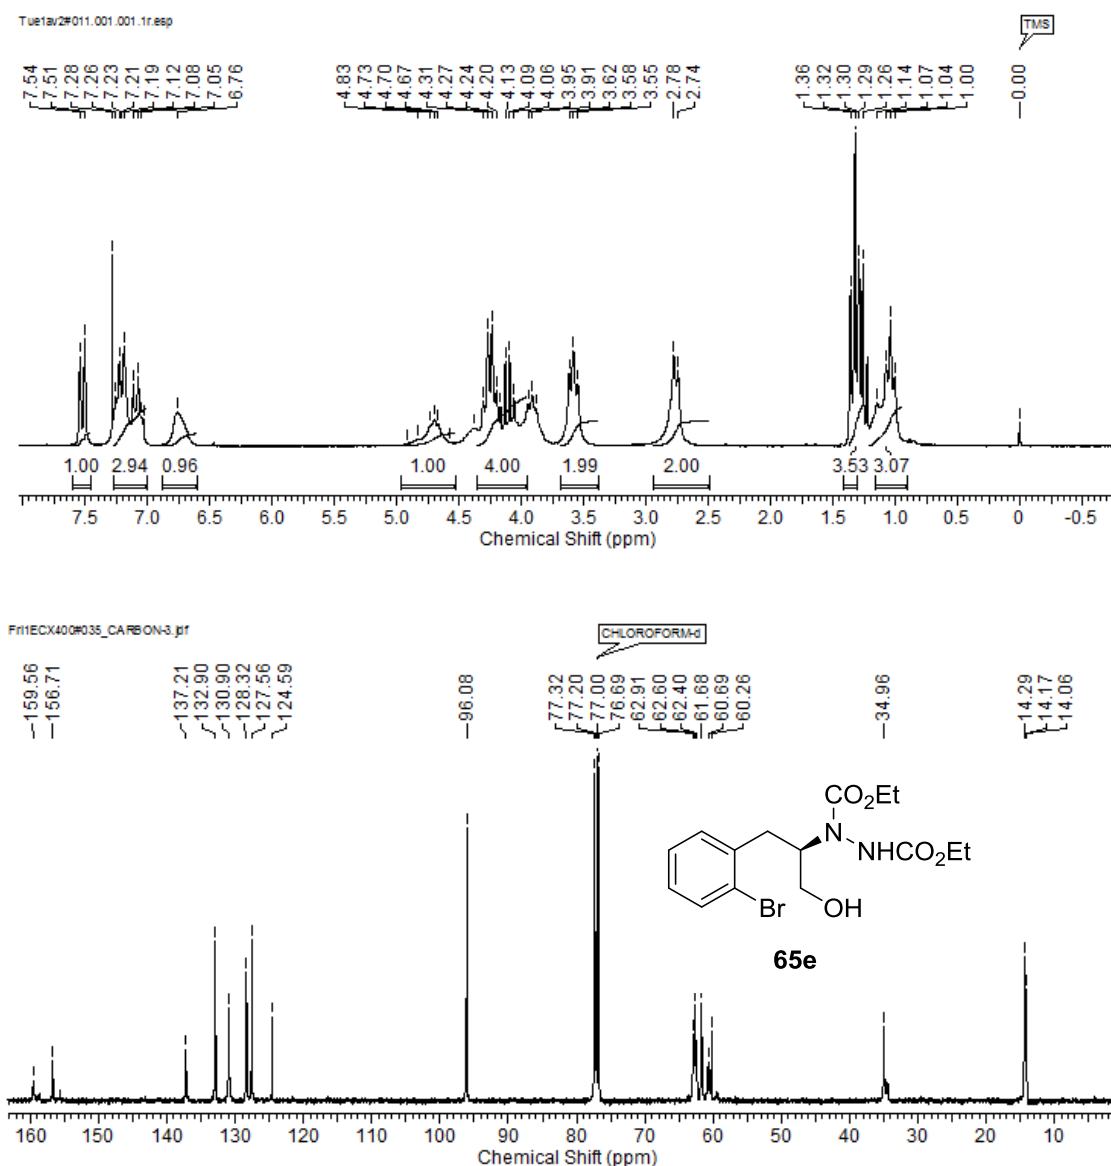 Tue1av2#011.001.001.1r.esp
TMS
7.54 7.51 7.28 7.26 7.23 7.21 7.19 7.12 7.08 7.05 6.76 4.83 4.73 4.70 4.67 4.31 4.27 4.24 4.20 4.13 4.09 4.06 3.95 3.91 3.62 3.58 3.55 2.78 2.74 1.36 1.32 1.30 1.29 1.26 1.14 1.07 1.04 1.00 0.00
1.00 2.94 0.96 1.00 4.00 1.99 2.00 3.53 3.07
7.5 7.0 6.5 6.0 5.5 5.0 4.5 4.0 3.5 3.0 2.5 2.0 1.5 1.0 0.5 0 -0.5
Chemical Shift (ppm)
Fri1ECX400#035_CARBON-3.jdf
CHLOROFORM-d
159.56 156.71 137.21 132.90 130.90 128.32 127.56 124.59 96.08 77.32 77.20 77.00 76.69 62.91 62.60 62.40 61.68 60.69 60.26 34.96 14.29 14.17 14.06
CO2Et
N
NHCO2Et
Br
OH
65e
160 150 140 130 120 110 100 90 80 70 60 50 40 30 20 10
Chemical Shift (ppm)